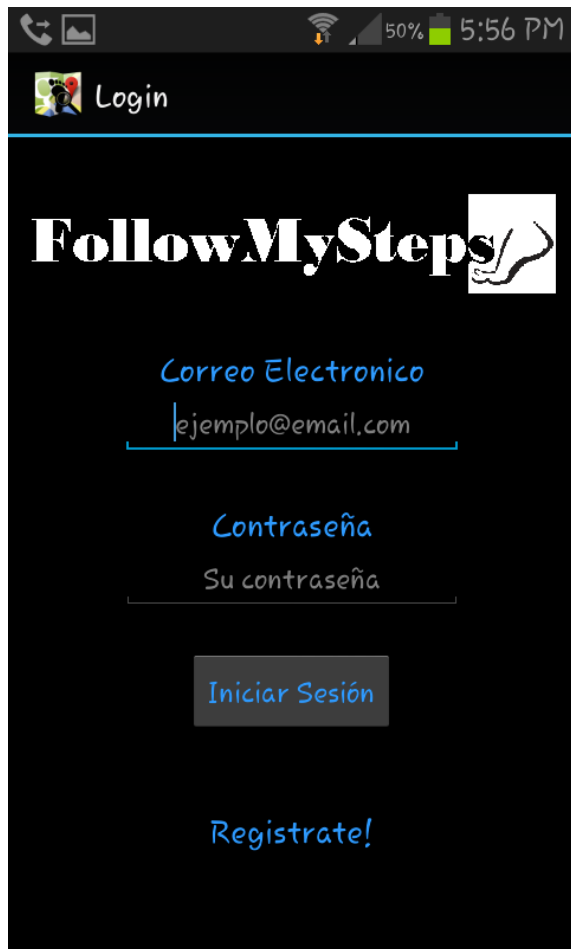 50% 5:56 PM
Login
FollowMySteps
Correo Electronico
ejemplo@email.com
Contraseña
Su contraseña
Iniciar Sesión
Registrate!